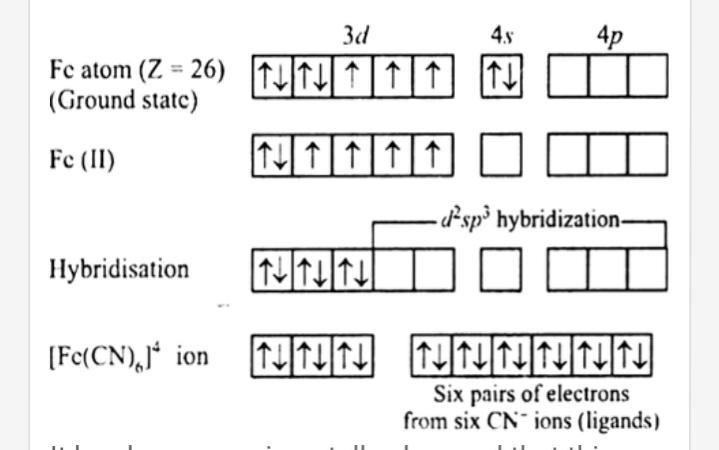 3d 4s 4p
Fe atom (Z = 26)
(Ground state)
Fe (II)
d²sp³ hybridization
Hybridisation
[Fe(CN)₆]⁴ ion
Six pairs of electrons
from six CN⁻ ions (ligands)